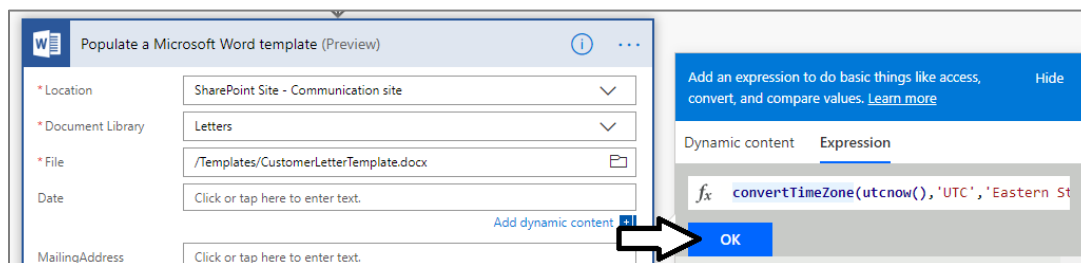 Populate a Microsoft Word template (Preview)
* Location
SharePoint Site - Communication site
* Document Library
Letters
* File
/Templates/CustomerLetterTemplate.docx
Date
Click or tap here to enter text.
Add dynamic content
MailingAddress
Click or tap here to enter text.
Add an expression to do basic things like access,
convert, and compare values. Learn more
Hide
Dynamic content
Expression
fx convertTimeZone(utcnow(),'UTC','Eastern St
OK